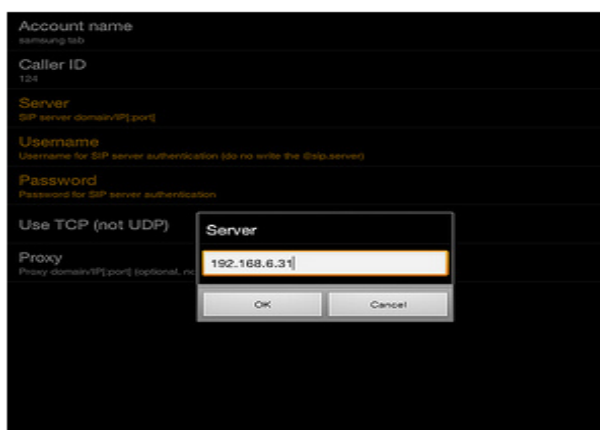 Account name
samsung tab
Caller ID
124
Server
SIP server domain/IP[:port]
Username
Username for SIP server authentication (do no write the @sip.server)
Password
Password for SIP server authentication
Use TCP (not UDP)
Proxy
Proxy domain/IP[:port] (optional,
Server
192.168.6.31
OK
Cancel